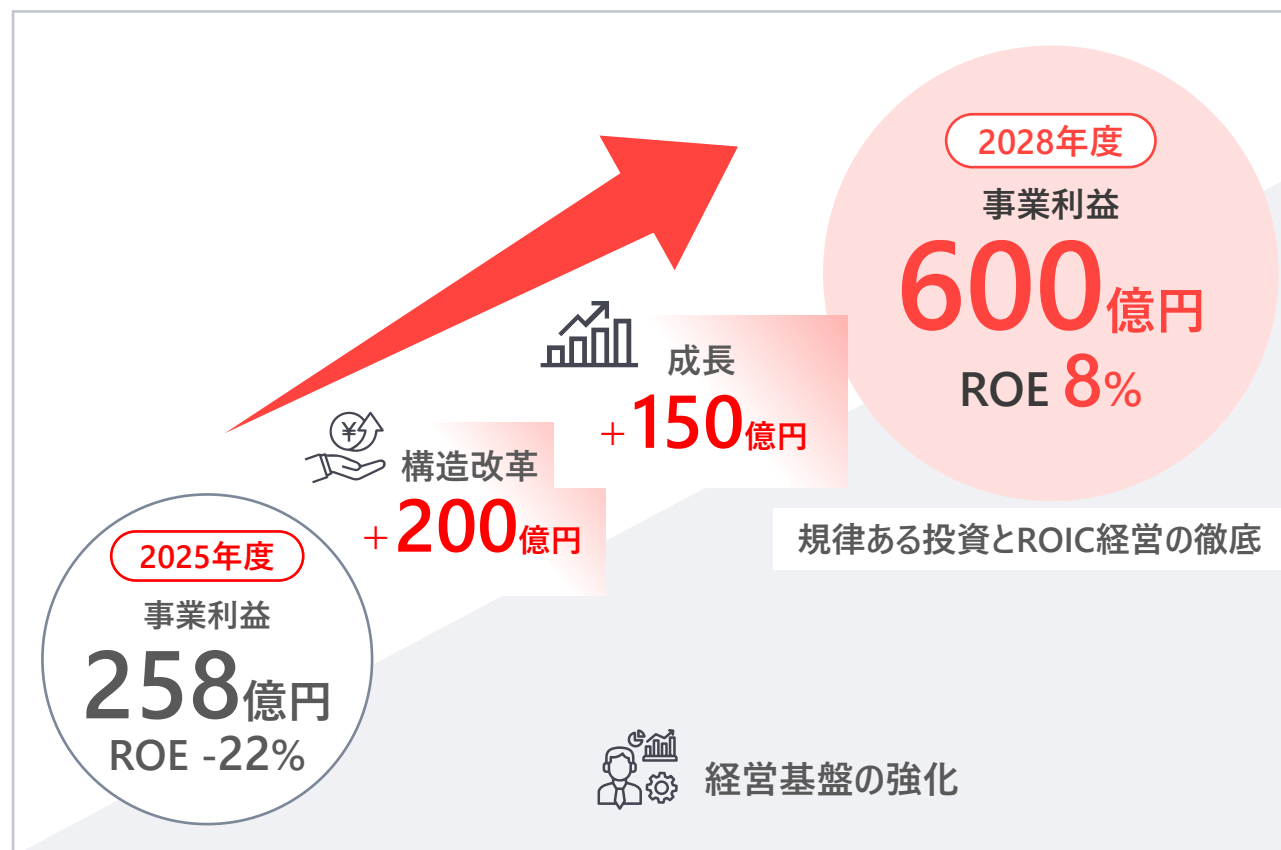 2025年度
事業利益
258億円
ROE -22%
構造改革
+200億円
成長
+150億円
2028年度
事業利益
600億円
ROE 8%
規律ある投資とROIC経営の徹底
経営基盤の強化